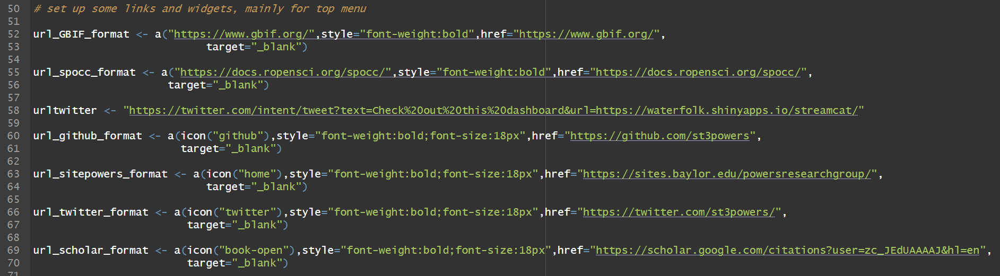 50 # set up some links and widgets, mainly for top menu
51
52 url_GBIF_format <- a("https://www.gbif.org/",style="font-weight:bold",href="https://www.gbif.org/",
53 target="_blank")
54
55 url_spocc_format <- a("https://docs.ropensci.org/spocc/",style="font-weight:bold",href="https://docs.ropensci.org/spocc/",
56 target="_blank")
57
58 urltwitter <- "https://twitter.com/intent/tweet?text=Check%20out%20this%20dashboard&url=https://waterfolk.shinyapps.io/streamcat/"
59
60 url_github_format <- a(icon("github"),style="font-weight:bold;font-size:18px",href="https://github.com/st3powers",
61 target="_blank")
62
63 url_sitepowers_format <- a(icon("home"),style="font-weight:bold;font-size:18px",href="https://sites.baylor.edu/powersresearchgroup/",
64 target="_blank")
65
66 url_twitter_format <- a(icon("twitter"),style="font-weight:bold;font-size:18px",href="https://twitter.com/st3powers/",
67 target="_blank")
68
69 url_scholar_format <- a(icon("book-open"),style="font-weight:bold;font-size:18px",href="https://scholar.google.com/citations?user=zc_JEdUAAAAJ&hl=en",
70 target="_blank")
71